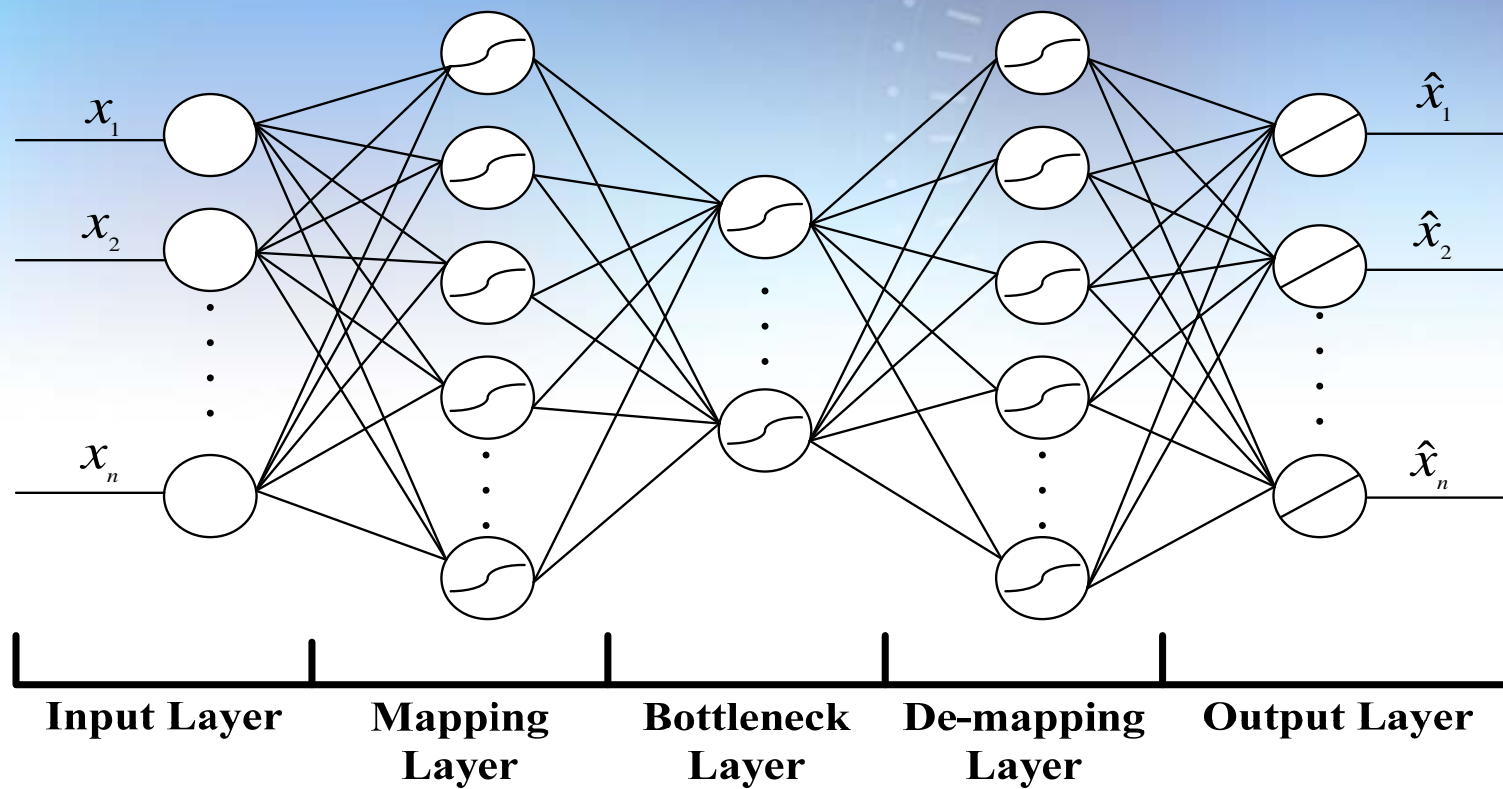 x₁
x₂
xₙ
x̂₁
x̂₂
x̂ₙ
Input Layer
Mapping
Layer
Bottleneck
Layer
De-mapping
Layer
Output Layer